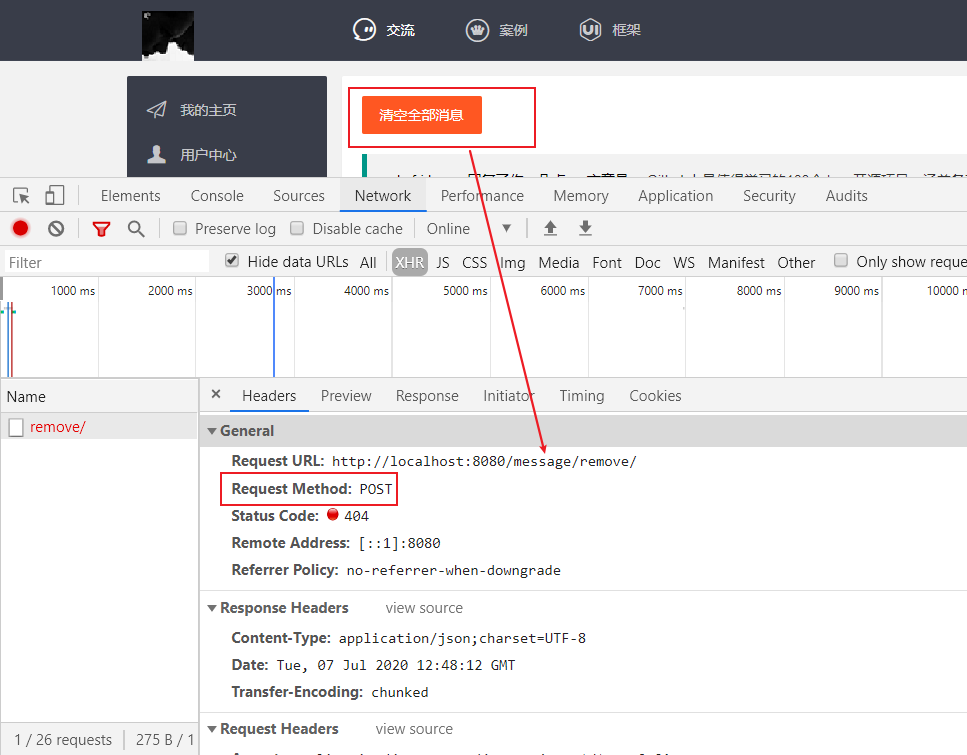 交流 案例 框架
我的主页
清空全部消息
用户中心
Elements Console Sources Network Performance Memory Application Security Audits
Preserve log Disable cache Online
Filter Hide data URLs All XHR JS CSS Img Media Font Doc WS Manifest Other Only show reque
1000 ms 2000 ms 3000 ms 4000 ms 5000 ms 6000 ms 7000 ms 8000 ms 9000 ms 10000 m
Name × Headers Preview Response Initiator Timing Cookies
remove/
General
Request URL: http://localhost:8080/message/remove/
Request Method: POST
Status Code: 404
Remote Address: [::1]:8080
Referrer Policy: no-referrer-when-downgrade
Response Headers view source
Content-Type: application/json;charset=UTF-8
Date: Tue, 07 Jul 2020 12:48:12 GMT
Transfer-Encoding: chunked
Request Headers view source
1 / 26 requests 275 B / 1